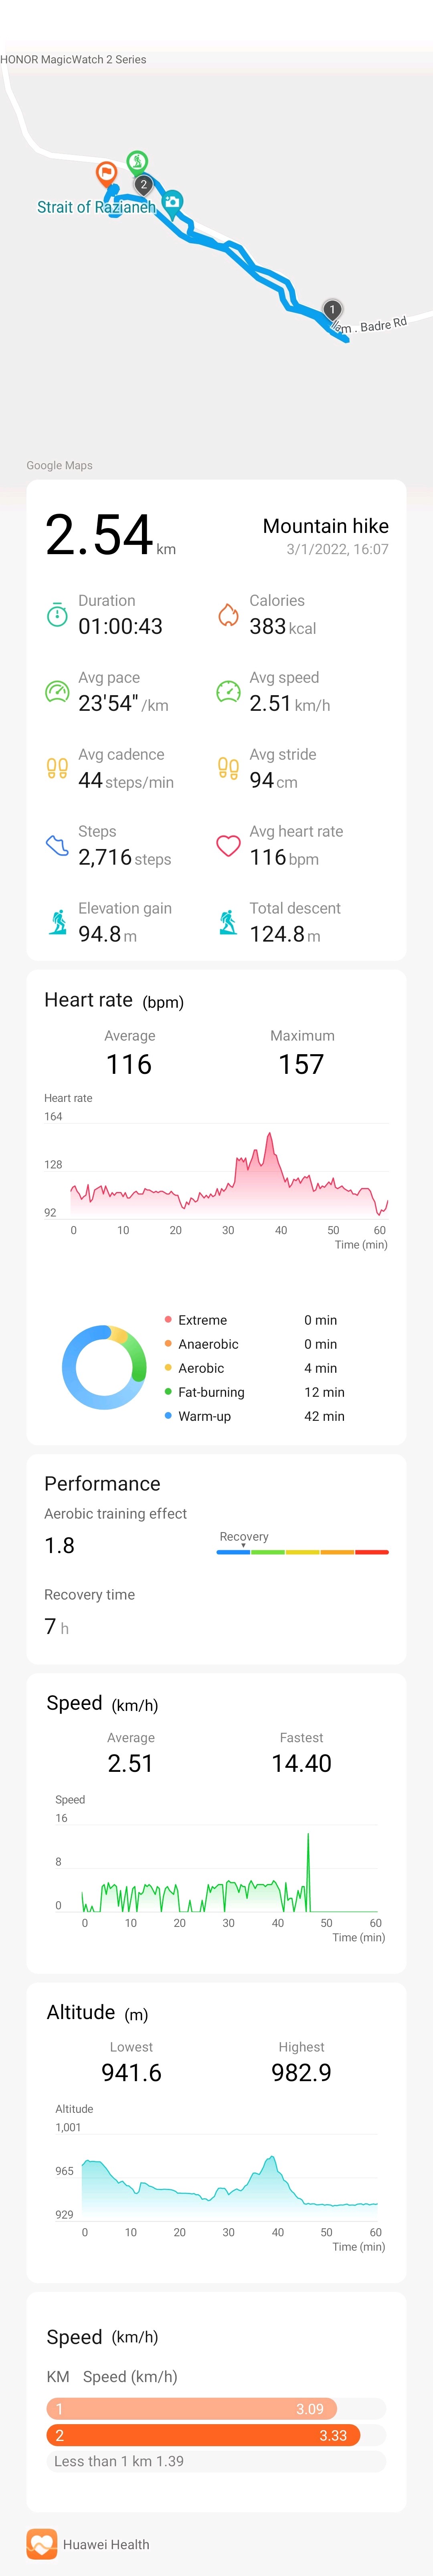 HONOR MagicWatch 2 Series
2
Strait of Razianeh
1
Ilam . Badre Rd
Google Maps
2.54 km
Mountain hike
3/1/2022, 16:07
Duration Calories
01:00:43 383 kcal
Avg pace Avg speed
23'54" /km 2.51 km/h
Avg cadence Avg stride
44 steps/min 94 cm
Steps Avg heart rate
2,716 steps 116 bpm
Elevation gain Total descent
94.8 m 124.8 m
Heart rate (bpm)
Average Maximum
116 157
Heart rate
164
128
92
0 10 20 30 40 50 60
Time (min)
Extreme 0 min
Anaerobic 0 min
Aerobic 4 min
Fat-burning 12 min
Warm-up 42 min
Performance
Aerobic training effect
1.8
Recovery
Recovery time
7 h
Speed (km/h)
Average Fastest
2.51 14.40
Speed
16
8
0
0 10 20 30 40 50 60
Time (min)
Altitude (m)
Lowest Highest
941.6 982.9
Altitude
1,001
965
929
0 10 20 30 40 50 60
Time (min)
Speed (km/h)
KM Speed (km/h)
1 3.09
2 3.33
Less than 1 km 1.39
Huawei Health